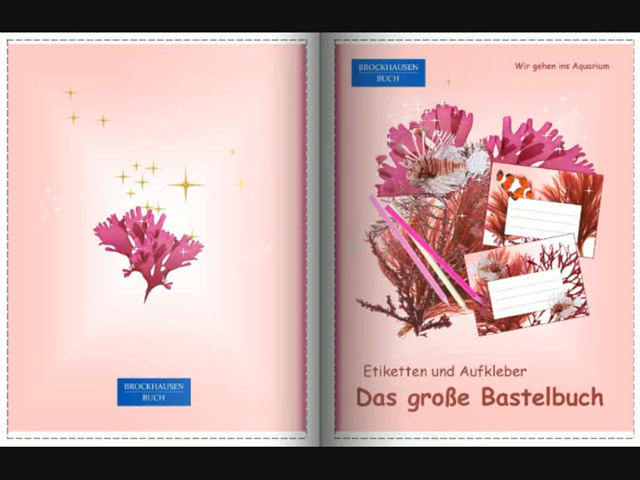 BROCKHAUSEN
BUCH
BROCKHAUSEN
BUCH
Wir gehen ins Aquarium
Etiketten und Aufkleber
Das große Bastelbuch